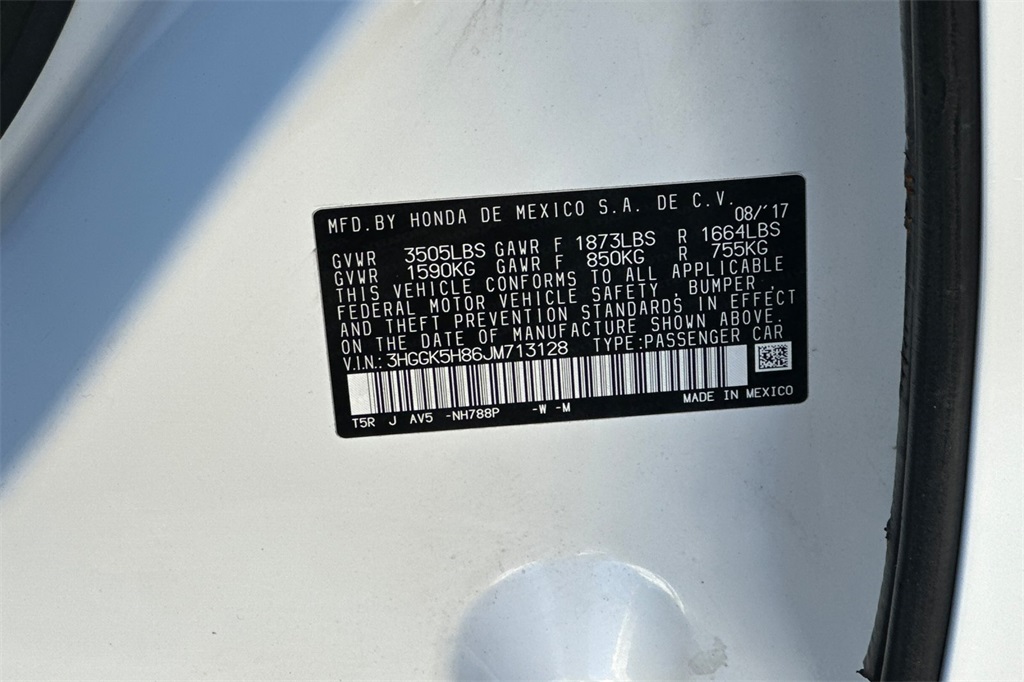 MFD.BY HONDA DE MEXICO S.A. DE C.V.
08/'17
GVWR 3505LBS GAWR F 1873LBS R 1664LBS
GVWR 1590KG GAWR F 850KG R 755KG
THIS VEHICLE CONFORMS TO ALL APPLICABLE
FEDERAL MOTOR VEHICLE SAFETY , BUMPER ,
AND THEFT PREVENTION STANDARDS IN EFFECT
ON THE DATE OF MANUFACTURE SHOWN ABOVE.
V.I.N.: 3HGGK5H86JM713128 TYPE:PASSENGER CAR
MADE IN MEXICO
T5R J AV5 -NH788P -W -M